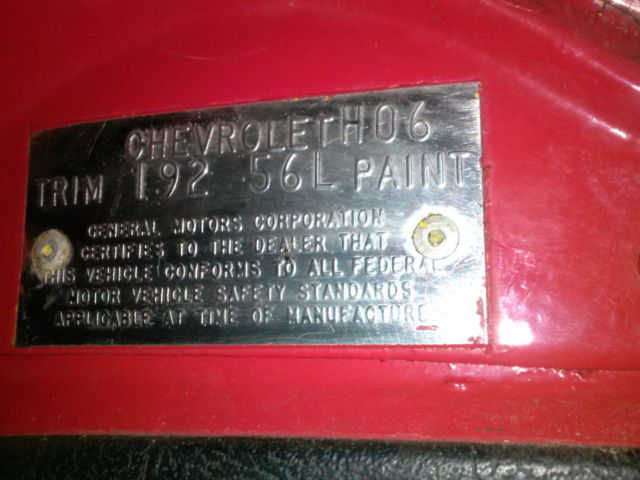 CHEVROLET H06
TRIM 192 56L PAINT
GENERAL MOTORS CORPORATION
CERTIFIES TO THE DEALER THAT
THIS VEHICLE CONFORMS TO ALL FEDERAL
MOTOR VEHICLE SAFETY STANDARDS
APPLICABLE AT TIME OF MANUFACTURE